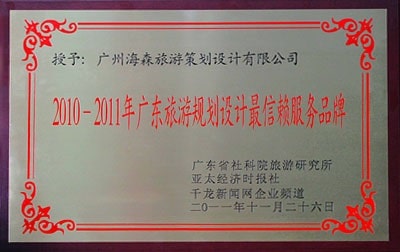 授予：广州海森旅游策划设计有限公司
2010－2011年广东旅游规划设计最信赖服务品牌
广东省社科院旅游研究所
亚太经济时报社
千龙新闻网企业频道
二0一一年十一月二十六日